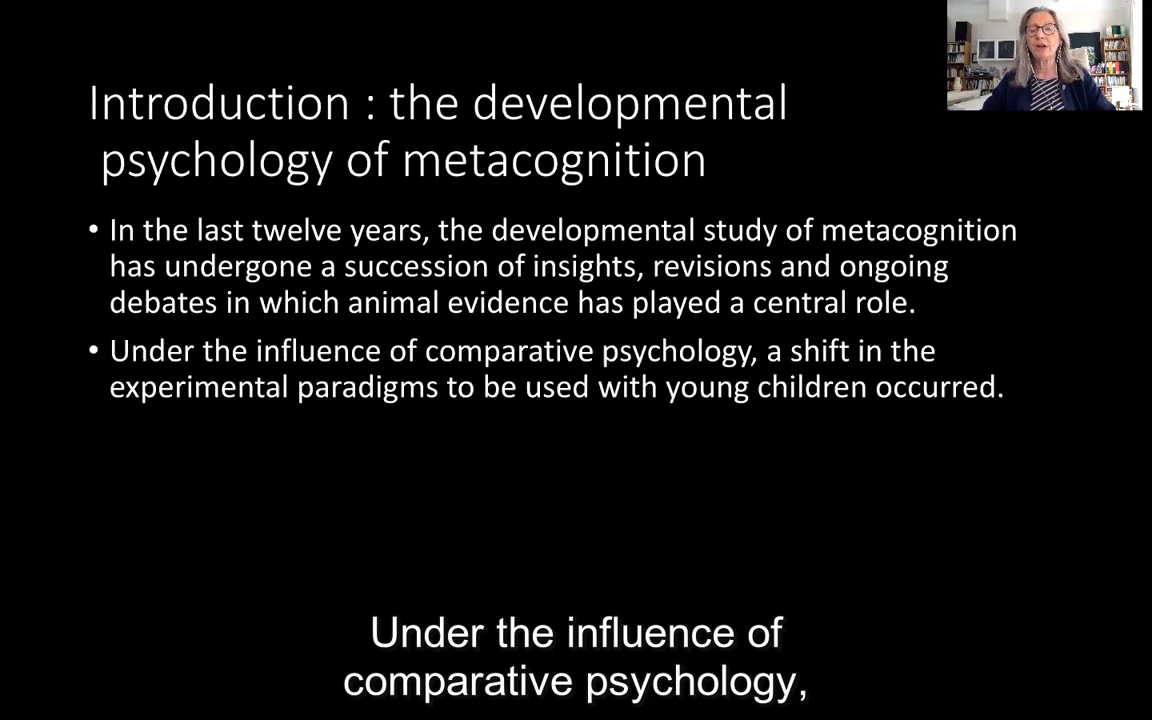 Introduction : the developmental
psychology of metacognition
• In the last twelve years, the developmental study of metacognition
has undergone a succession of insights, revisions and ongoing
debates in which animal evidence has played a central role.
• Under the influence of comparative psychology, a shift in the
experimental paradigms to be used with young children occurred.
Under the influence of
comparative psychology,